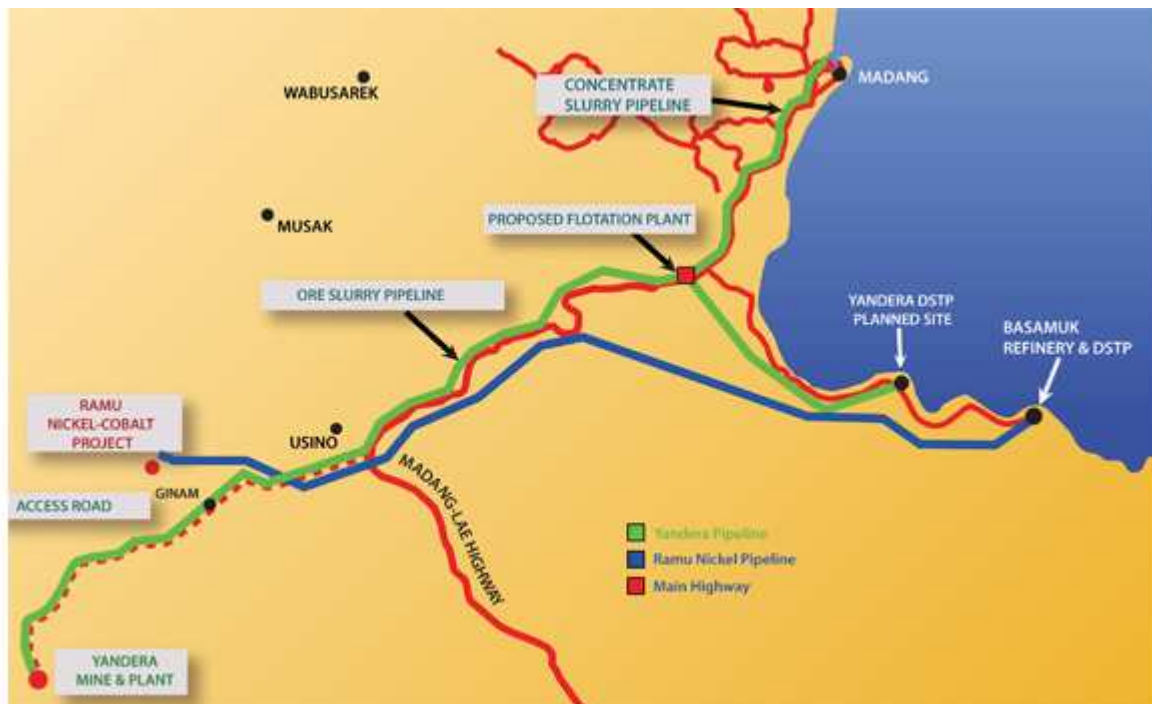 MADANG
CONCENTRATE
SLURRY PIPELINE
WABUSAREK
MUSAK
PROPOSED FLOTATION PLANT
ORE SLURRY PIPELINE
YANDERA DSTP
PLANNED SITE
BASAMUK
REFINERY & DSTP
RAMU
NICKEL-COBALT
PROJECT
USINO
GINAM
ACCESS ROAD
MADANG-LAE HIGHWAY
Yandera Pipeline
Ramu Nickel Pipeline
Main Highway
YANDERA
MINE & PLANT